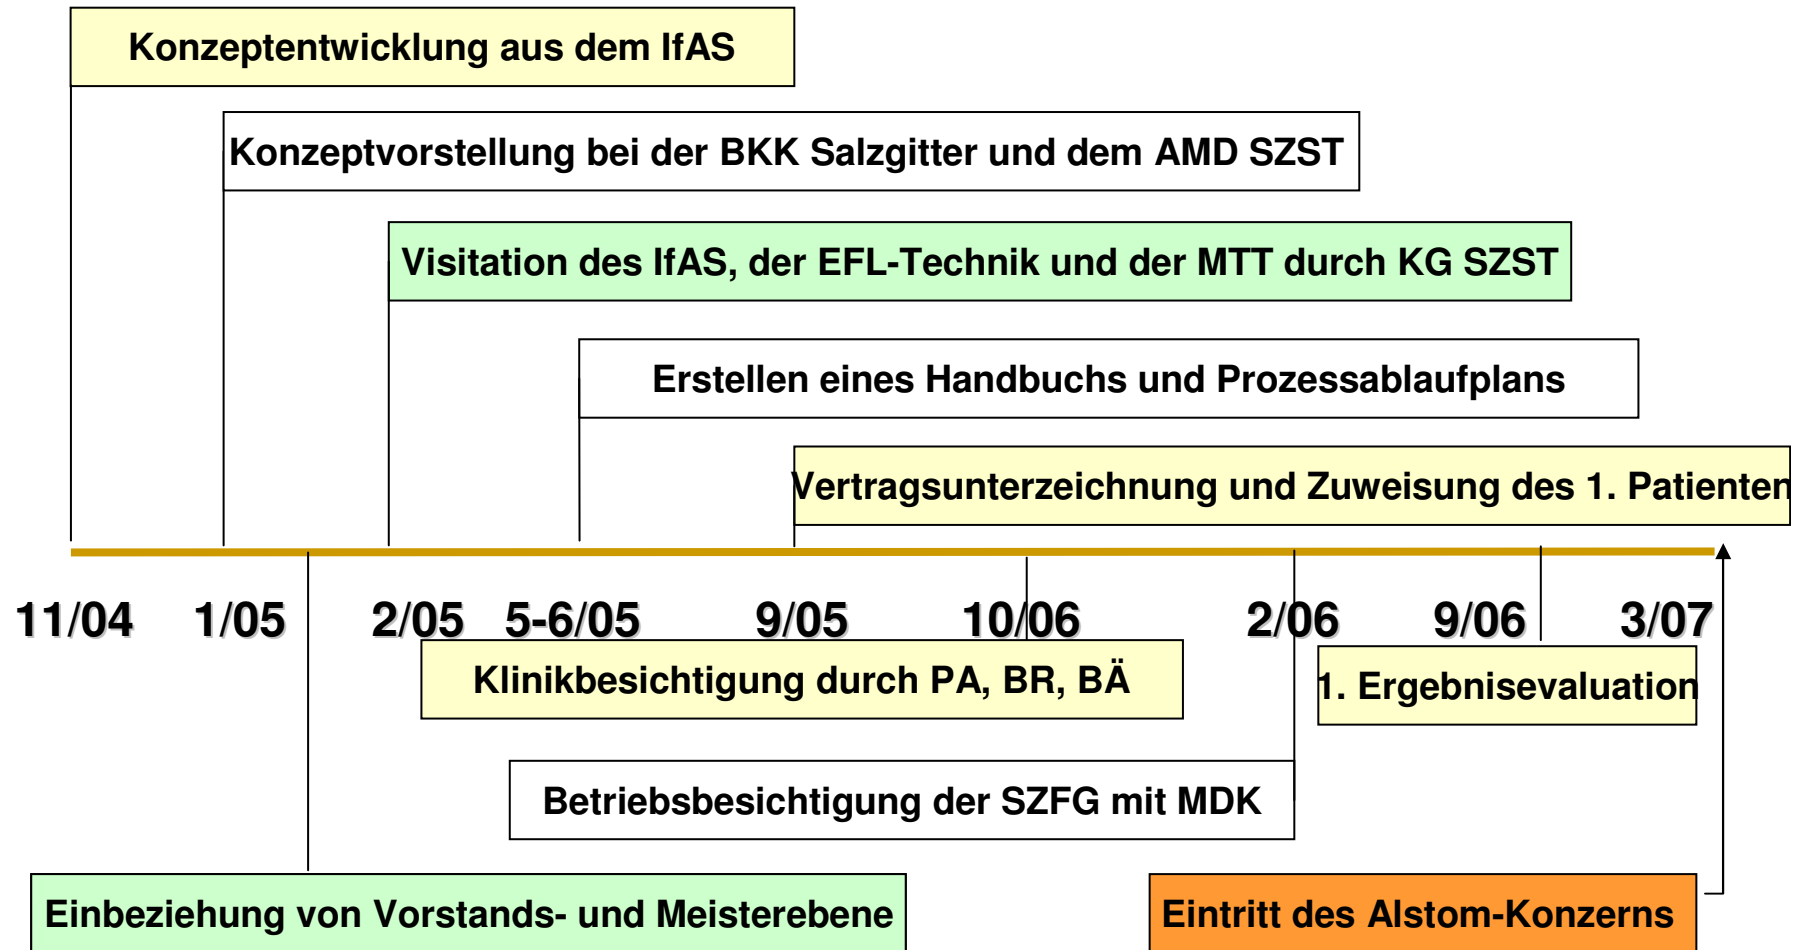 Konzeptentwicklung aus dem IfAS
Konzeptvorstellung bei der BKK Salzgitter und dem AMD SZST
Visitation des IfAS, der EFL-Technik und der MTT durch KG SZST
Erstellen eines Handbuchs und Prozessablaufplans
Vertragsunterzeichnung und Zuweisung des 1. Patienten
11/04 1/05 2/05 5-6/05 9/05 10/06 2/06 9/06 3/07
Klinikbesichtigung durch PA, BR, BÄ
1. Ergebnisevaluation
Betriebsbesichtigung der SZFG mit MDK
Einbeziehung von Vorstands- und Meisterebene
Eintritt des Alstom-Konzerns